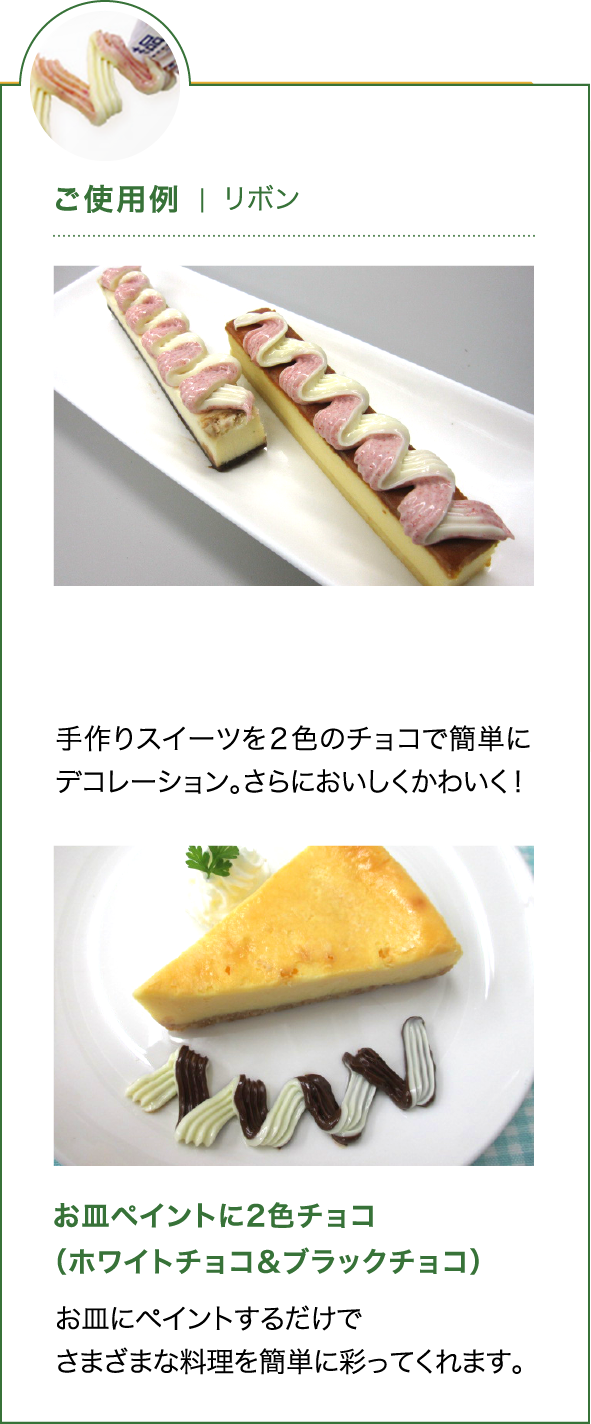 ご使用例 | リボン
手作りスイーツを2色のチョコで簡単に
デコレーション。さらにおいしくかわいく!
お皿ペイントに2色チョコ
(ホワイトチョコ&ブラックチョコ)
お皿にペイントするだけで
さまざまな料理を簡単に彩ってくれます。